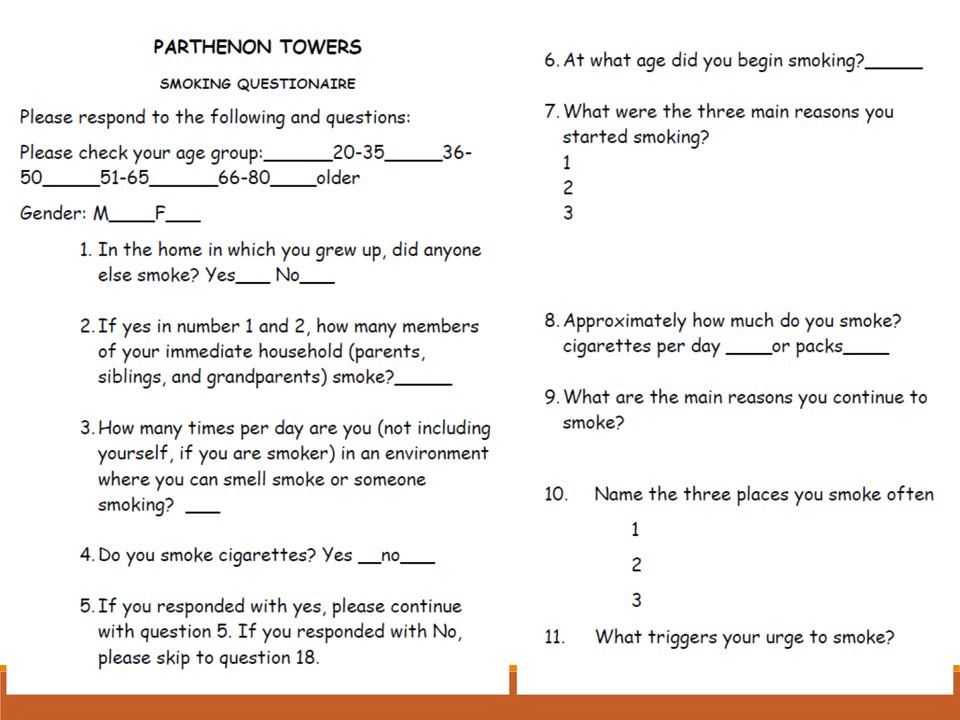 PARTHENON TOWERS
SMOKING QUESTIONAIRE
Please respond to the following and questions:
Please check your age group:______20-35_____36-
50_____51-65______66-80____older
Gender: M____F___
1. In the home in which you grew up, did anyone
else smoke? Yes___ No___
2. If yes in number 1 and 2, how many members
of your immediate household (parents,
siblings, and grandparents) smoke?_____
3. How many times per day are you (not including
yourself, if you are smoker) in an environment
where you can smell smoke or someone
smoking? ___
4. Do you smoke cigarettes? Yes __no___
5. If you responded with yes, please continue
with question 5. If you responded with No,
please skip to question 18.
6. At what age did you begin smoking?_____
7. What were the three main reasons you
started smoking?
1
2
3
8. Approximately how much do you smoke?
cigarettes per day ____or packs____
9. What are the main reasons you continue to
smoke?
10. Name the three places you smoke often
1
2
3
11. What triggers your urge to smoke?